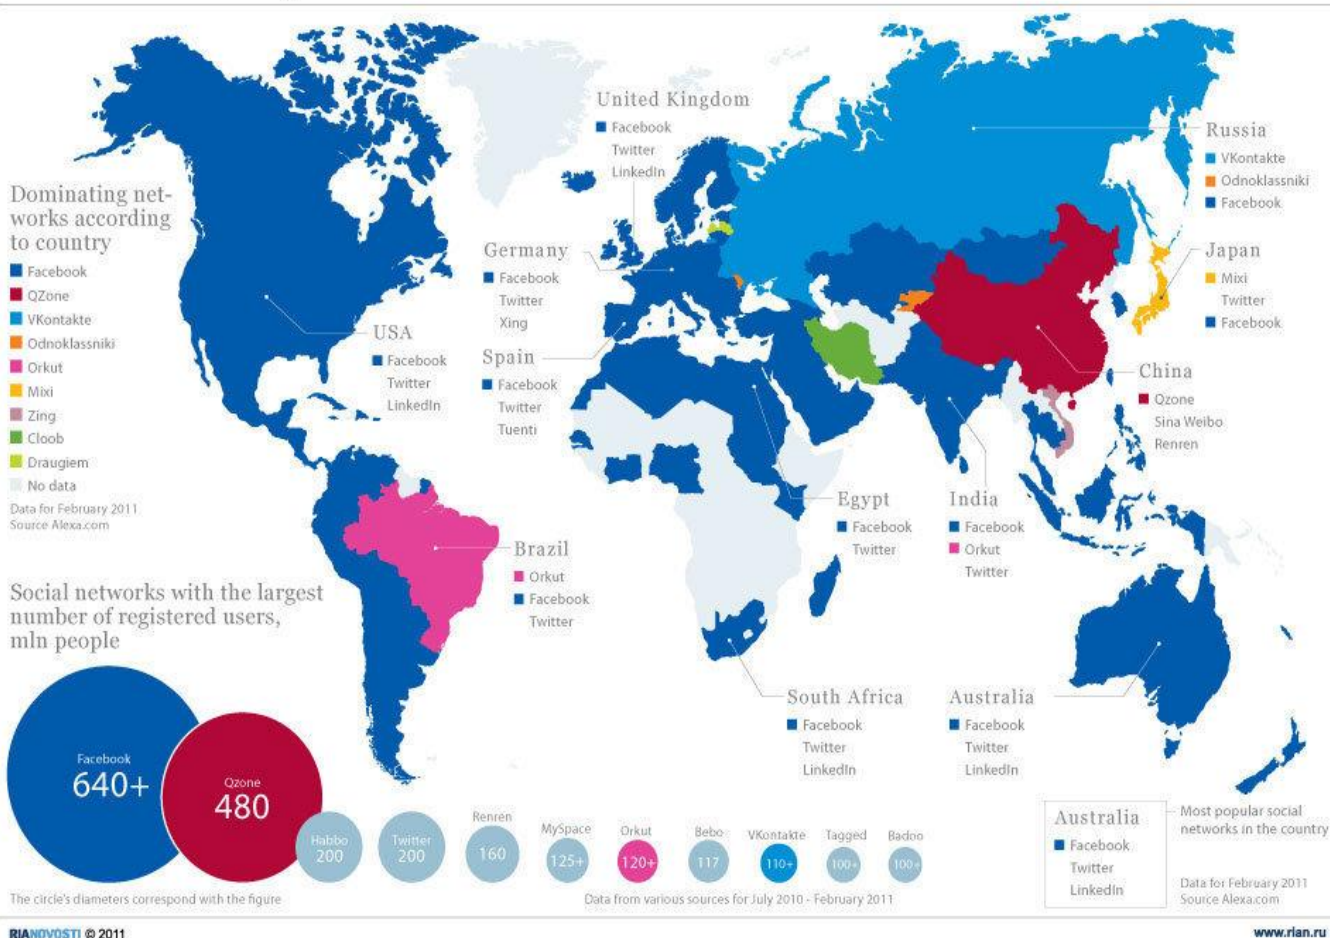 United Kingdom
Facebook
Twitter
LinkedIn
Russia
VKontakte
Odnoklassniki
Facebook
Dominating net-
works according
to country
Facebook
QZone
VKontakte
Odnoklassniki
Orkut
Mixi
Zing
Cloob
Draugiem
No data
Data for February 2011
Source Alexa.com
Germany
Facebook
Twitter
Xing
Japan
Mixi
Twitter
Facebook
USA
Facebook
Twitter
LinkedIn
Spain
Facebook
Twitter
Tuenti
China
Qzone
Sina Weibo
Renren
Egypt
Facebook
Twitter
India
Facebook
Orkut
Twitter
Brazil
Orkut
Facebook
Twitter
Social networks with the largest
number of registered users,
mln people
South Africa
Facebook
Twitter
LinkedIn
Australia
Facebook
Twitter
LinkedIn
Facebook
640+
Qzone
480
Habbo
200
Twitter
200
Renren
160
MySpace
125+
Orkut
120+
Bebo
117
VKontakte
110+
Tagged
100+
Badoo
100+
Australia
Facebook
Twitter
LinkedIn
Most popular social
networks in the country
Data for February 2011
Source Alexa.com
The circle's diameters correspond with the figure
Data from various sources for July 2010 - February 2011
RIANOVOSTI © 2011
www.rian.ru